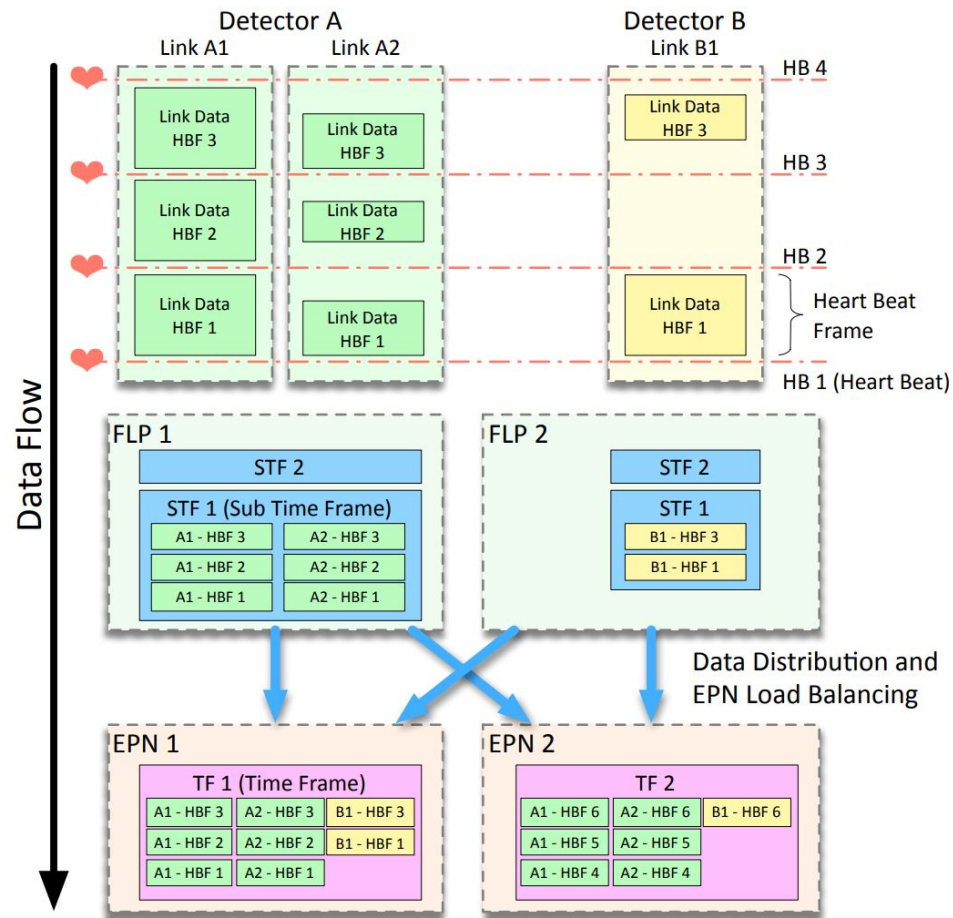 Detector A
Detector B
Link A1
Link A2
Link B1
HB 4
Link Data
HBF 3
Link Data
HBF 3
Link Data
HBF 3
HB 3
Link Data
HBF 2
Link Data
HBF 2
HB 2
Link Data
HBF 1
Link Data
HBF 1
Link Data
HBF 1
Heart Beat
Frame
HB 1 (Heart Beat)
Data Flow
FLP 1
STF 2
STF 1 (Sub Time Frame)
A1 - HBF 3
A2 - HBF 3
A1 - HBF 2
A2 - HBF 2
A1 - HBF 1
A2 - HBF 1
FLP 2
STF 2
STF 1
B1 - HBF 3
B1 - HBF 1
Data Distribution and
EPN Load Balancing
EPN 1
TF 1 (Time Frame)
A1 - HBF 3
A2 - HBF 3
B1 - HBF 3
A1 - HBF 2
A2 - HBF 2
B1 - HBF 1
A1 - HBF 1
A2 - HBF 1
EPN 2
TF 2
A1 - HBF 6
A2 - HBF 6
B1 - HBF 6
A1 - HBF 5
A2 - HBF 5
A1 - HBF 4
A2 - HBF 4